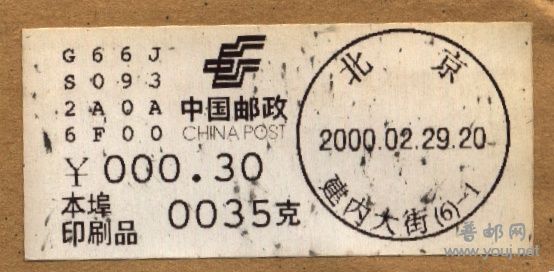 G66J
S093
2A0A
6F00
中国邮政
CHINA POST
¥ 000.30
本埠
印刷品
0035克
北京
2000.02.29.20
建内大街(6)-1
普邮网
www.youj.net